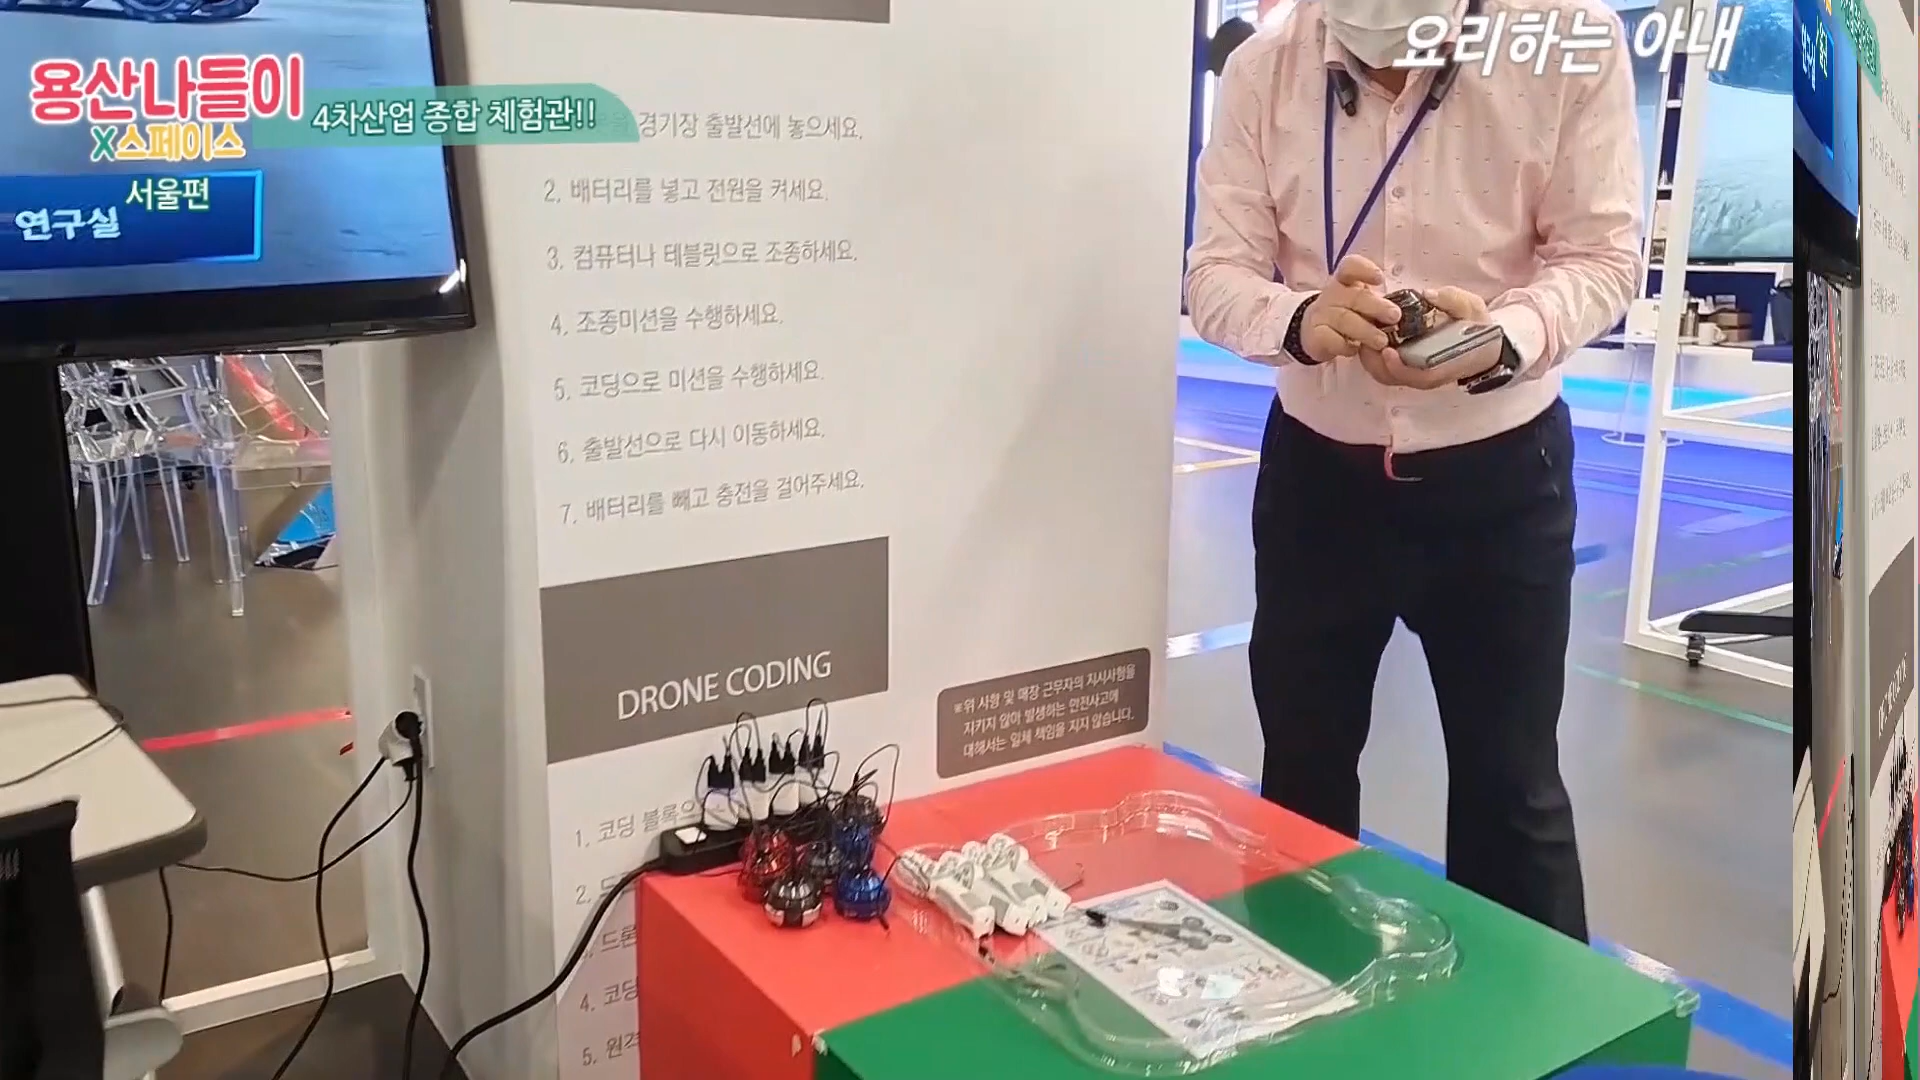 용산나들이
X스페이스
서울편
4차산업 종합 체험관!!
요리하는 아내
연구실
경기장 출발선에 놓으세요.
2. 배터리를 넣고 전원을 켜세요.
3. 컴퓨터나 테블릿으로 조종하세요.
4. 조종미션을 수행하세요.
5. 코딩으로 미션을 수행하세요.
6. 출발선으로 다시 이동하세요.
7. 배터리를 빼고 충전을 걸어주세요.
DRONE CODING
※위 사항 및 매장 근무자의 지시사항을
지키지 않아 발생하는 안전사고에
대해서는 일체 책임을 지지 않습니다.
1. 코딩 블록으
2. 드
드론
4. 코딩
5. 원격